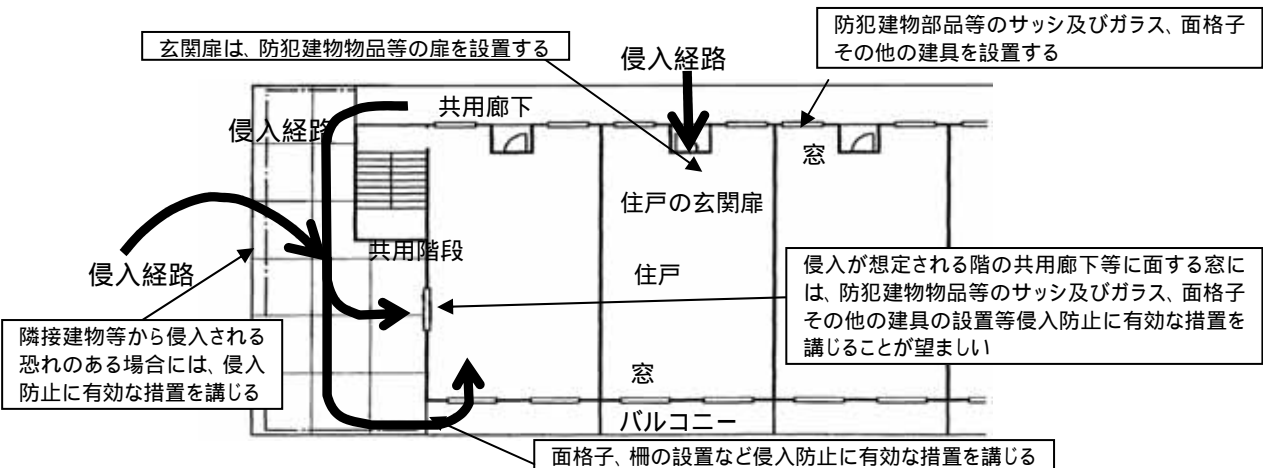 防犯建物部品等のサッシ及びガラス、面格子
その他の建具を設置する
玄関扉は、防犯建物物品等の扉を設置する
侵入経路
共用廊下
侵入経路
窓
住戸の玄関扉
共用階段
侵入経路
住戸
侵入が想定される階の共用廊下等に面する窓に
は、防犯建物物品等のサッシ及びガラス、面格子
その他の建具の設置等侵入防止に有効な措置を
講じることが望ましい
隣接建物等から侵入される
恐れのある場合には、侵入
防止に有効な措置を講じる
窓
バルコニー
面格子、柵の設置など侵入防止に有効な措置を講じる